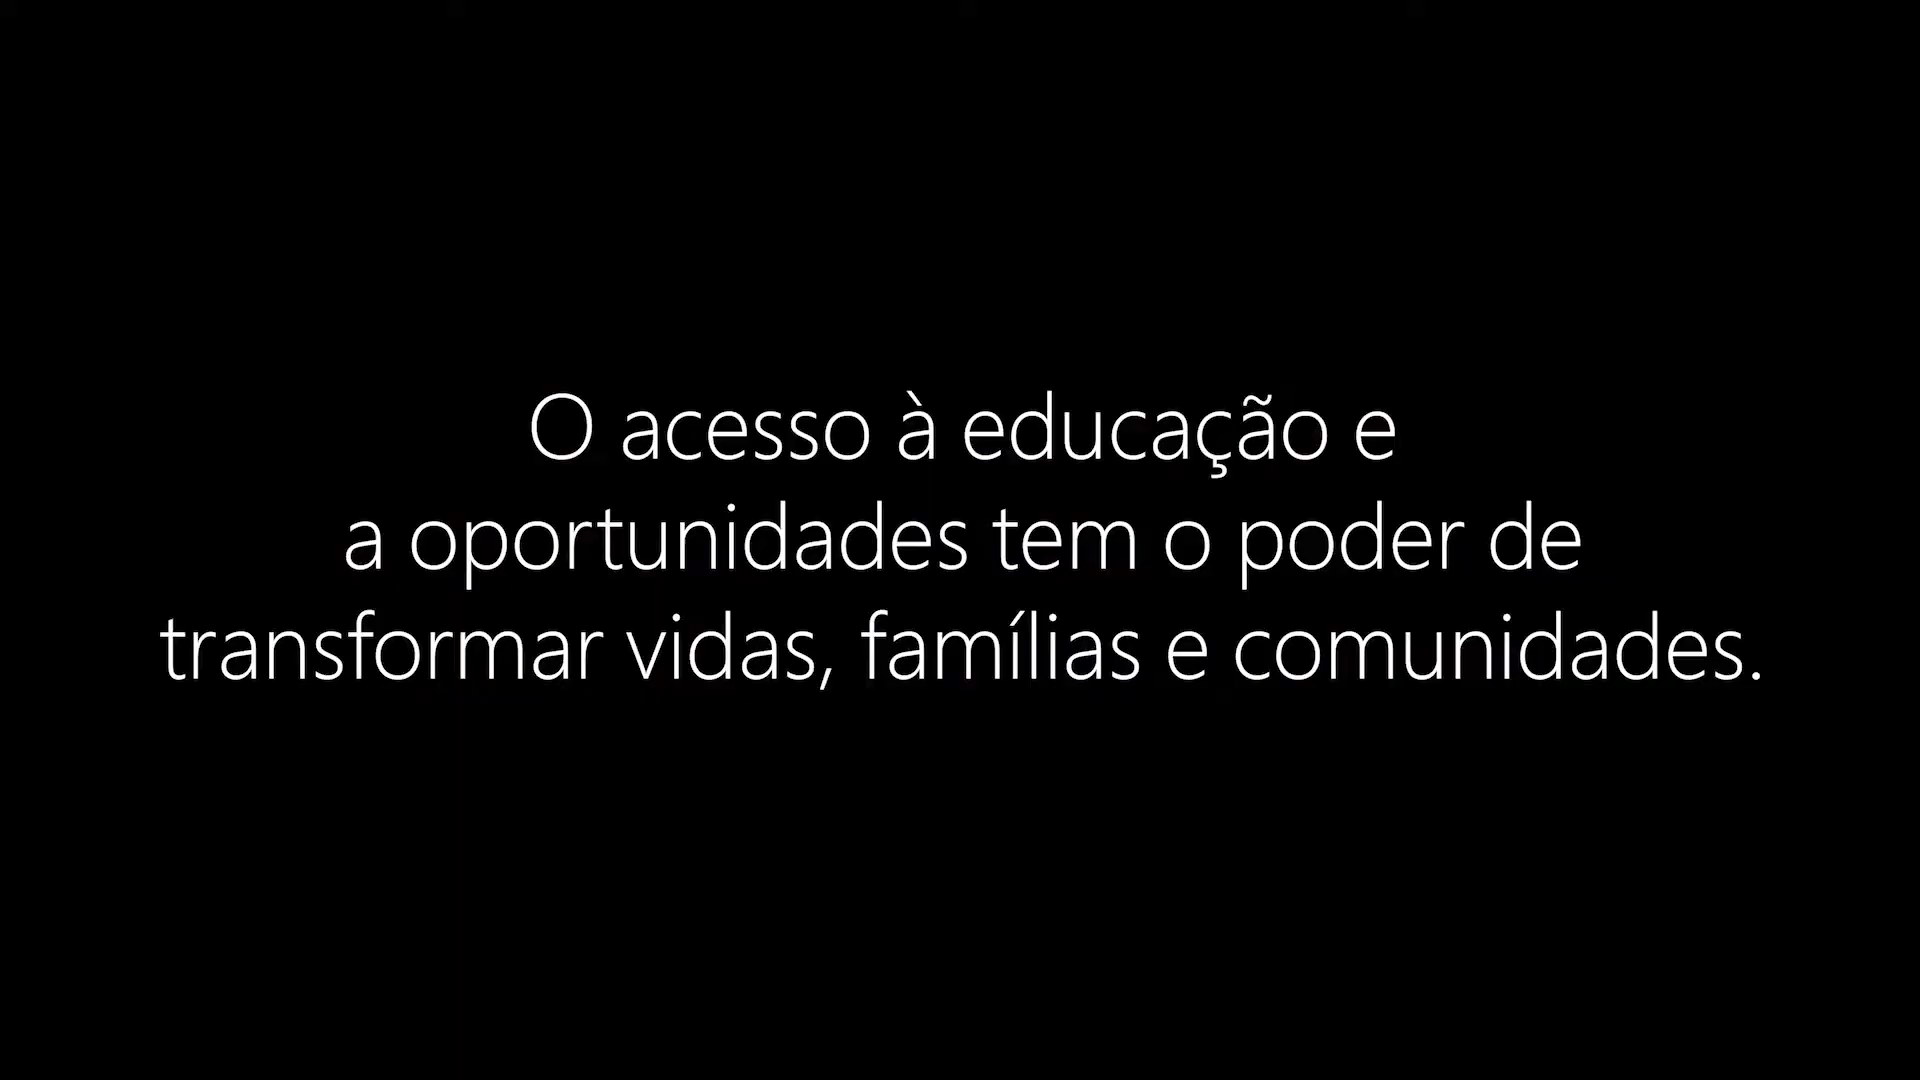 O acesso à educação e
a oportunidades tem o poder de
transformar vidas, famílias e comunidades.